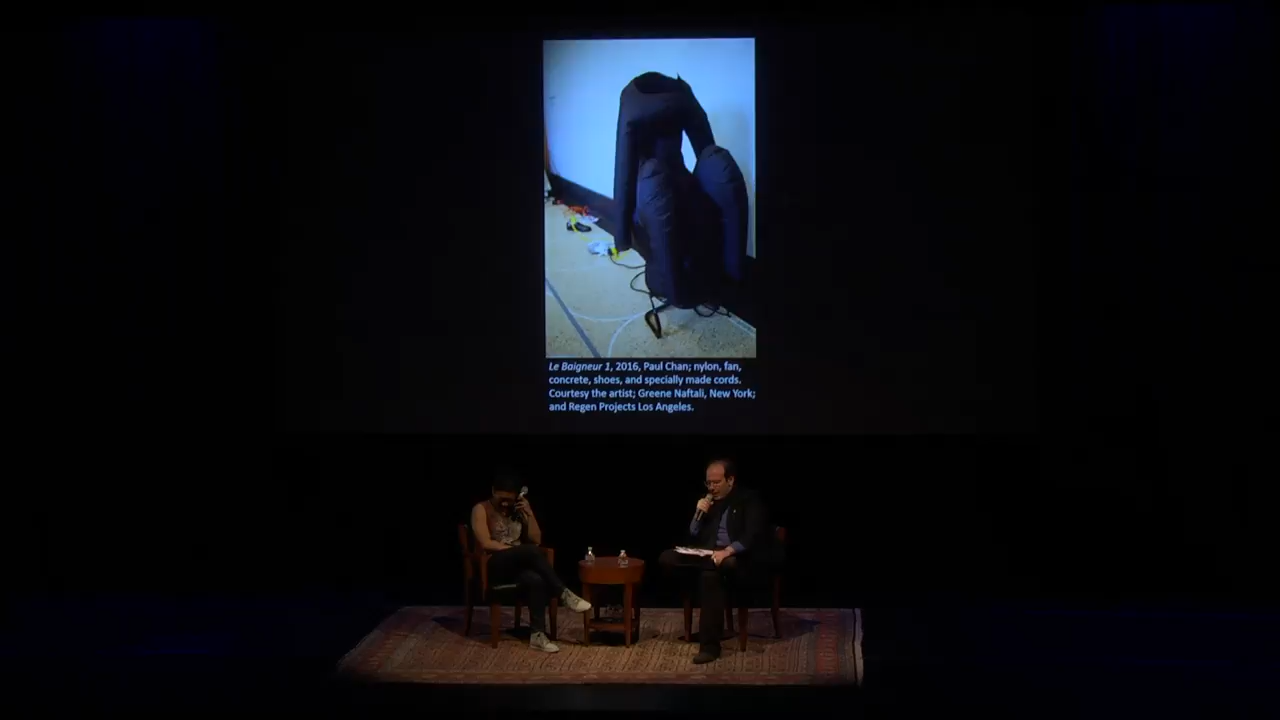 Le Baigneur 1, 2016, Paul Chan; nylon, fan,
concrete, shoes, and specially made cords.
Courtesy the artist; Greene Naftali, New York;
and Regen Projects Los Angeles.